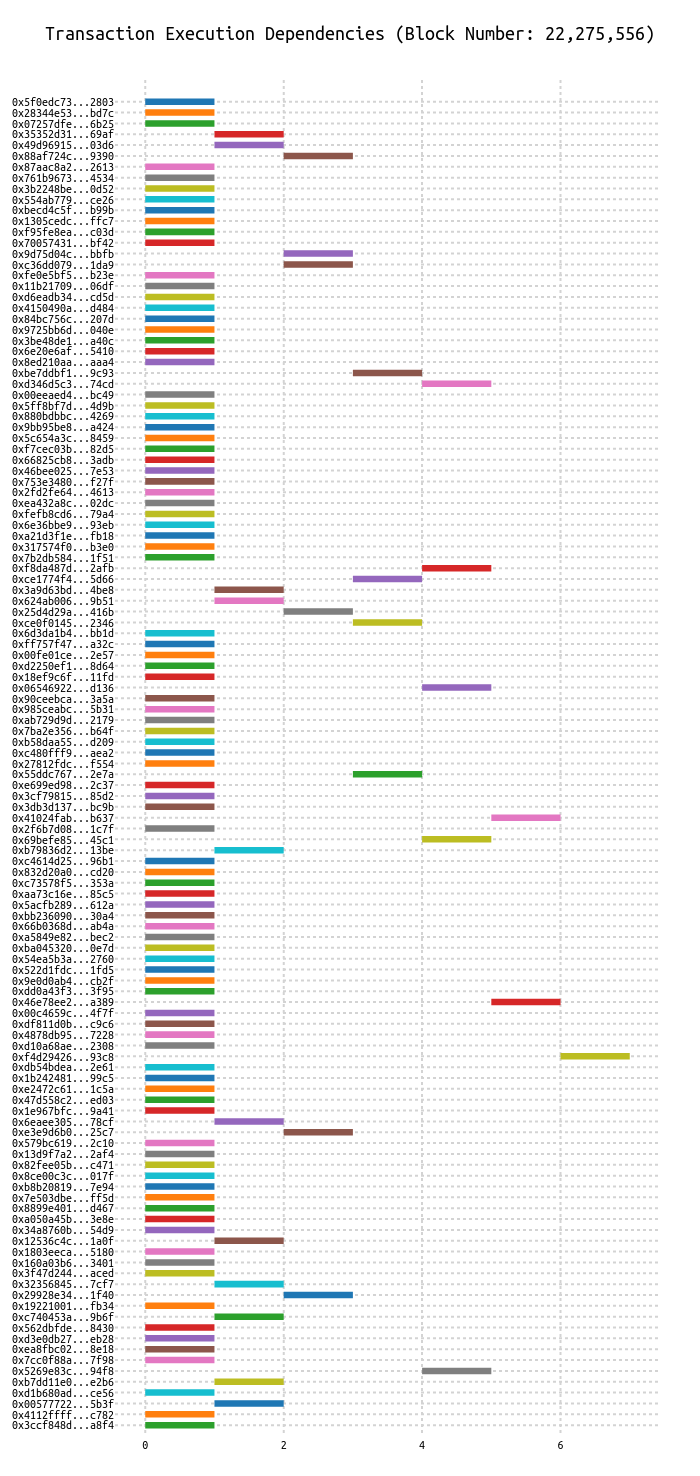 Transaction Execution Dependencies (Block Number: 22,275,556)
0x5f0edc73...2803
0x28344e53...bd7c
0x07257dfe...6b25
0x35352d31...69af
0x49d96915...03d6
0x88af724c...9390
0x87aac8a2...2613
0x761b9673...4534
0x3b2248be...0d52
0x554ab779...ce26
0xbecd4c5f...b99b
0x1305cedc...ffc7
0xf95fe8ea...c03d
0x70057431...bf42
0x9d75d04c...bbfb
0xc36dd079...1da9
0xfe0e5bf5...b23e
0x11b21709...06df
0xd6eadb34...cd5d
0x4150490a...d484
0x84bc756c...207d
0x9725bb6d...040e
0x3be48de1...a40c
0x6e20e6af...5410
0x8ed210aa...aaa4
0xbe7ddbf1...9c93
0xd346d5c3...74cd
0x00eeaed4...bc49
0x5ff8bf7d...4d9b
0x880bdbbc...4269
0x9bb95be8...a424
0x5c654a3c...8459
0xf7cec03b...82d5
0x66825cb8...3adb
0x46bee025...7e53
0x753e3480...f27f
0x2fd2fe64...4613
0xea432a8c...02dc
0xfefb8cd6...79a4
0x6e36bbe9...93eb
0xa21d3f1e...fb18
0x317574f0...b3e0
0x7b2db584...1f51
0xf8da487d...2afb
0xce1774f4...5d66
0x3a9d63bd...4be8
0x624ab006...9b51
0x25d4d29a...416b
0xce0f0145...2346
0x6d3da1b4...bb1d
0xff757f47...a32c
0x00fe01ce...2e57
0xd2250ef1...8d64
0x18ef9c6f...11fd
0x06546922...d136
0x90ceebca...3a5a
0x985ceabc...5b31
0xab729d9d...2179
0x7ba2e356...b64f
0xb58daa55...d209
0xc480fff9...aea2
0x27812fdc...f554
0x55ddc767...2e7a
0xe699ed98...2c37
0x3cf79815...85d2
0x3db3d137...bc9b
0x41024fab...b637
0x2f6b7d08...1c7f
0x69befe85...45c1
0xb79836d2...13be
0xc4614d25...96b1
0x832d20a0...cd20
0xc73578f5...353a
0xaa73c16e...85c5
0x5acfb289...612a
0xbb236090...30a4
0x66b0368d...ab4a
0xa5849e82...bec2
0xba045320...0e7d
0x54ea5b3a...2760
0x522d1fdc...1fd5
0x9e0d0ab4...cb2f
0xdd0a43f3...3f95
0x46e78ee2...a389
0x00c4659c...4f7f
0xdf811d0b...c9c6
0x4878db95...7228
0xd10a68ae...2308
0xf4d29426...93c8
0xdb54bdea...2e61
0x1b242481...99c5
0xe2472c61...1c5a
0x47d558c2...ed03
0x1e967bfc...9a41
0x6eaee305...78cf
0xe3e9d6b0...25c7
0x579bc619...2c10
0x13d9f7a2...2af4
0x82fee05b...c471
0x8ce00c3c...017f
0xb8b20819...7e94
0x7e503dbe...ff5d
0x8899e401...d467
0xa050a45b...3e8e
0x34a8760b...54d9
0x12536c4c...1a0f
0x1803eeca...5180
0x160a03b6...3401
0x3f47d244...aced
0x32356845...7cf7
0x29928e34...1f40
0x19221001...fb34
0xc740453a...9b6f
0x562dbfde...8430
0xd3e0db27...eb28
0xea8fbc02...8e18
0x7cc0f88a...7f98
0x5269e83c...94f8
0xb7dd11e0...e2b6
0xd1b680ad...ce56
0x00577722...5b3f
0x4112ffff...c782
0x3ccf848d...a8f4
0 2 4 6